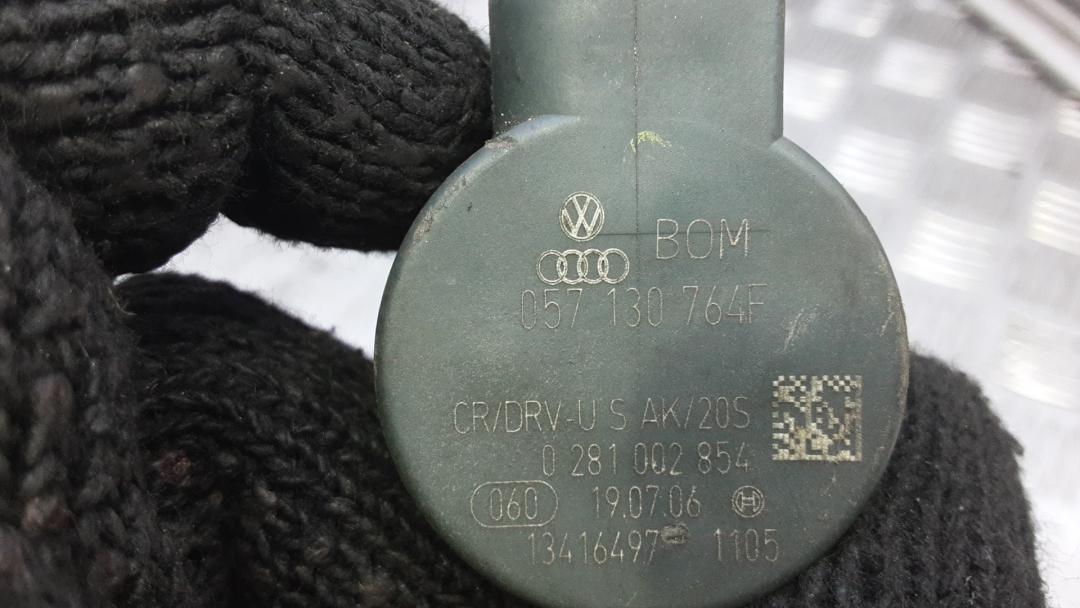 BOM
057 130 764F
CR/DRV-U S AK/20S
0 281 002 854
060 19.07.06
13416497 1105